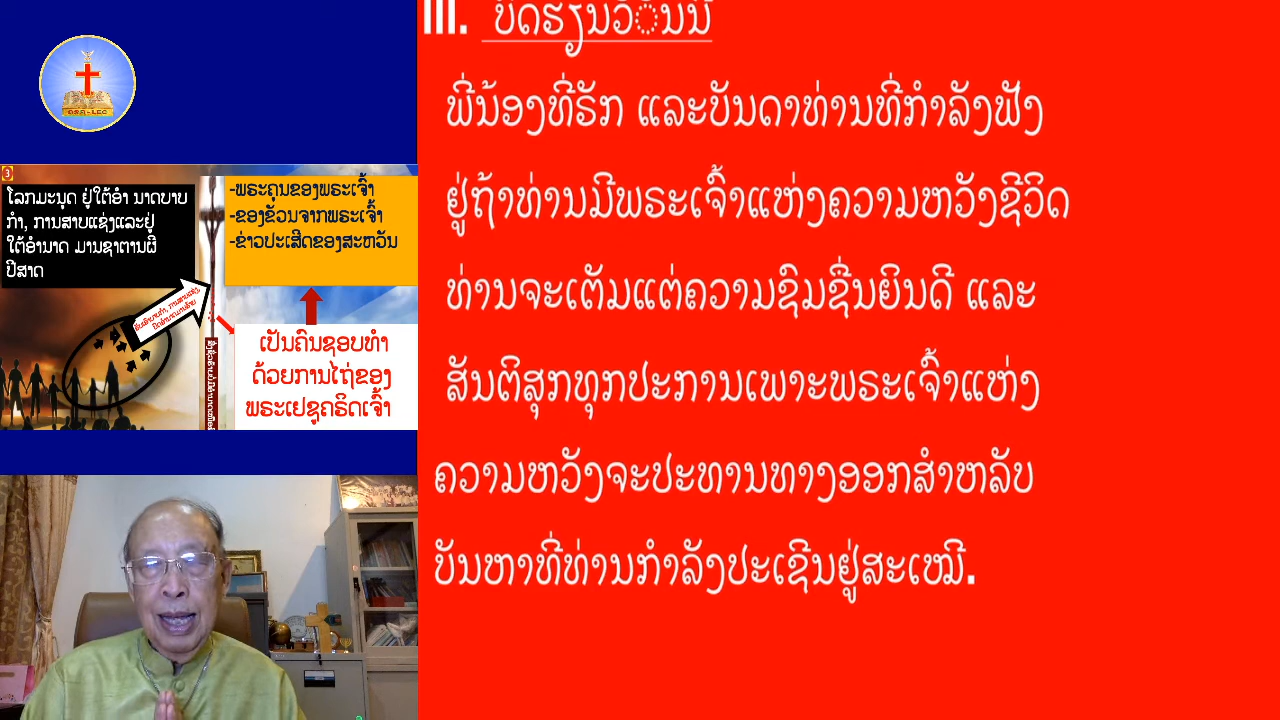 ໂລກມະນຸດ ຢູ່ໃຕ້ອຳ ນາດບາບ
ກຳ, ການສາບແຊ່ງແລະຢູ່
ໃຕ້ອຳນາດ ມານຊາຕານຜີ
ປີສາດ
-ພຣະຄຸນຂອງພຣະເຈົ້າ
-ຂອງຂັວນຈາກພຣະເຈົ້າ
-ຂ່າວປະເສີດຂອງສະຫວັນ
ເປັນຄົນຊອບທຳ
ດ້ວຍການໄຖ່ຂອງ
ພຣະເຢຊູຄຣິດເຈົ້າ
III. ບົດຮຽນວັນນີ້
ພີ່ນ້ອງທີ່ຮັກ ແລະບັນດາທ່ານທີ່ກຳລັງຟັງ
ຢູ່ຖ້າທ່ານມີພຣະເຈົ້າແຫ່ງຄວາມຫວັງຊີວິດ
ທ່ານຈະເຕັມແຕ່ຄວາມຊົມຊື່ນຍິນດີ ແລະ
ສັນຕິສຸກທຸກປະການເພາະພຣະເຈົ້າແຫ່ງ
ຄວາມຫວັງຈະປະທານທາງອອກສຳຫລັບ
ບັນຫາທີ່ທ່ານກຳລັງປະເຊີນຢູ່ສະເໝີ.